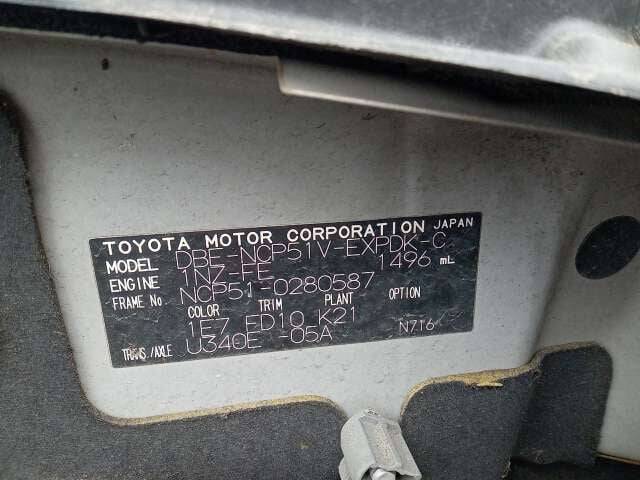 TOYOTA MOTOR CORPORATION JAPAN
MODEL DBE-NCP51V-EXPDK-C
ENGINE 1NZ-FE 1496 mL
FRAME No NCP51-0280587
COLOR TRIM PLANT OPTION
1E7 ED10 K21
TRANS./AXLE U340E -05A N716